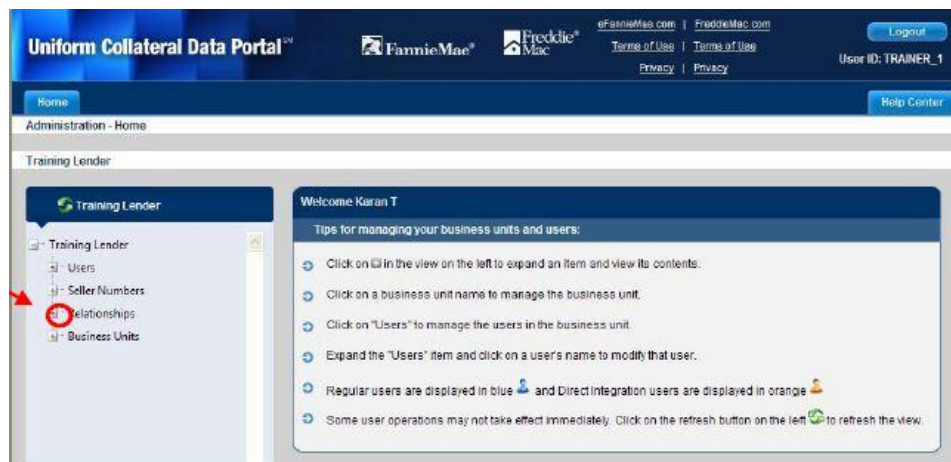 eFannieMae.com | FreddieMac.com
Uniform Collateral Data Portal℠
FannieMae®
Freddie Mac®
Terms of Use | Terms of Use
Privacy | Privacy
Logout
User ID: TRAINER_1
Home
Help Center
Administration - Home
Training Lender
Training Lender
Training Lender
Users
Seller Numbers
Relationships
Business Units
Welcome Karan T
Tips for managing your business units and users:
Click on in the view on the left to expand an item and view its contents.
Click on a business unit name to manage the business unit.
Click on "Users" to manage the users in the business unit.
Expand the "Users" item and click on a user's name to modify that user.
Regular users are displayed in blue and Direct Integration users are displayed in orange
Some user operations may not take effect immediately. Click on the refresh button on the left to refresh the view.